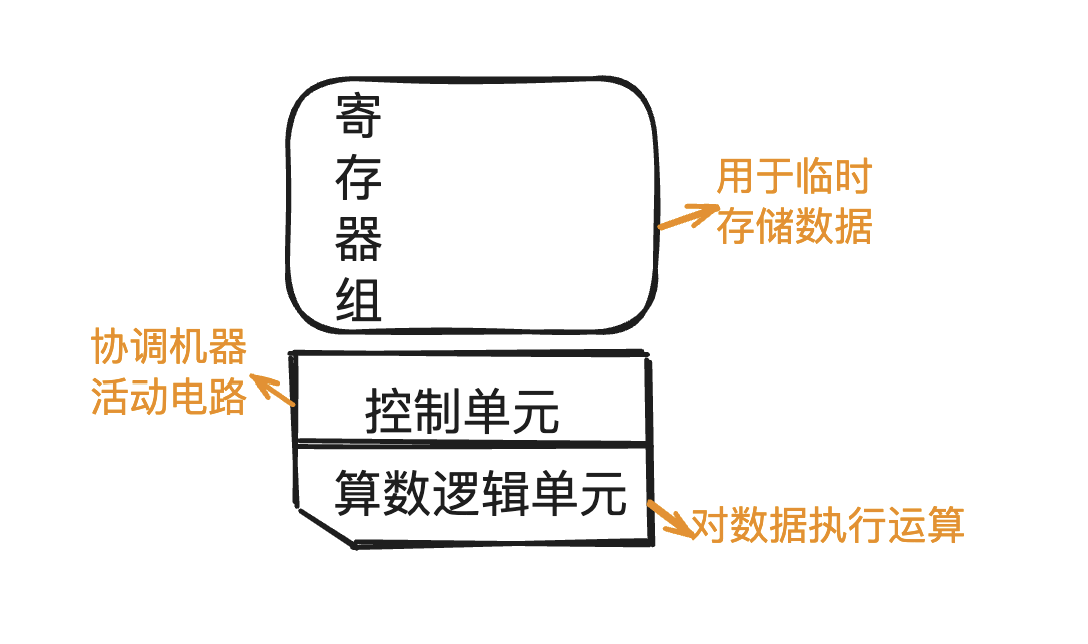 寄
存
器
组
用于临时
存储数据
协调机器
活动电路
控制单元
算数逻辑单元
对数据执行运算